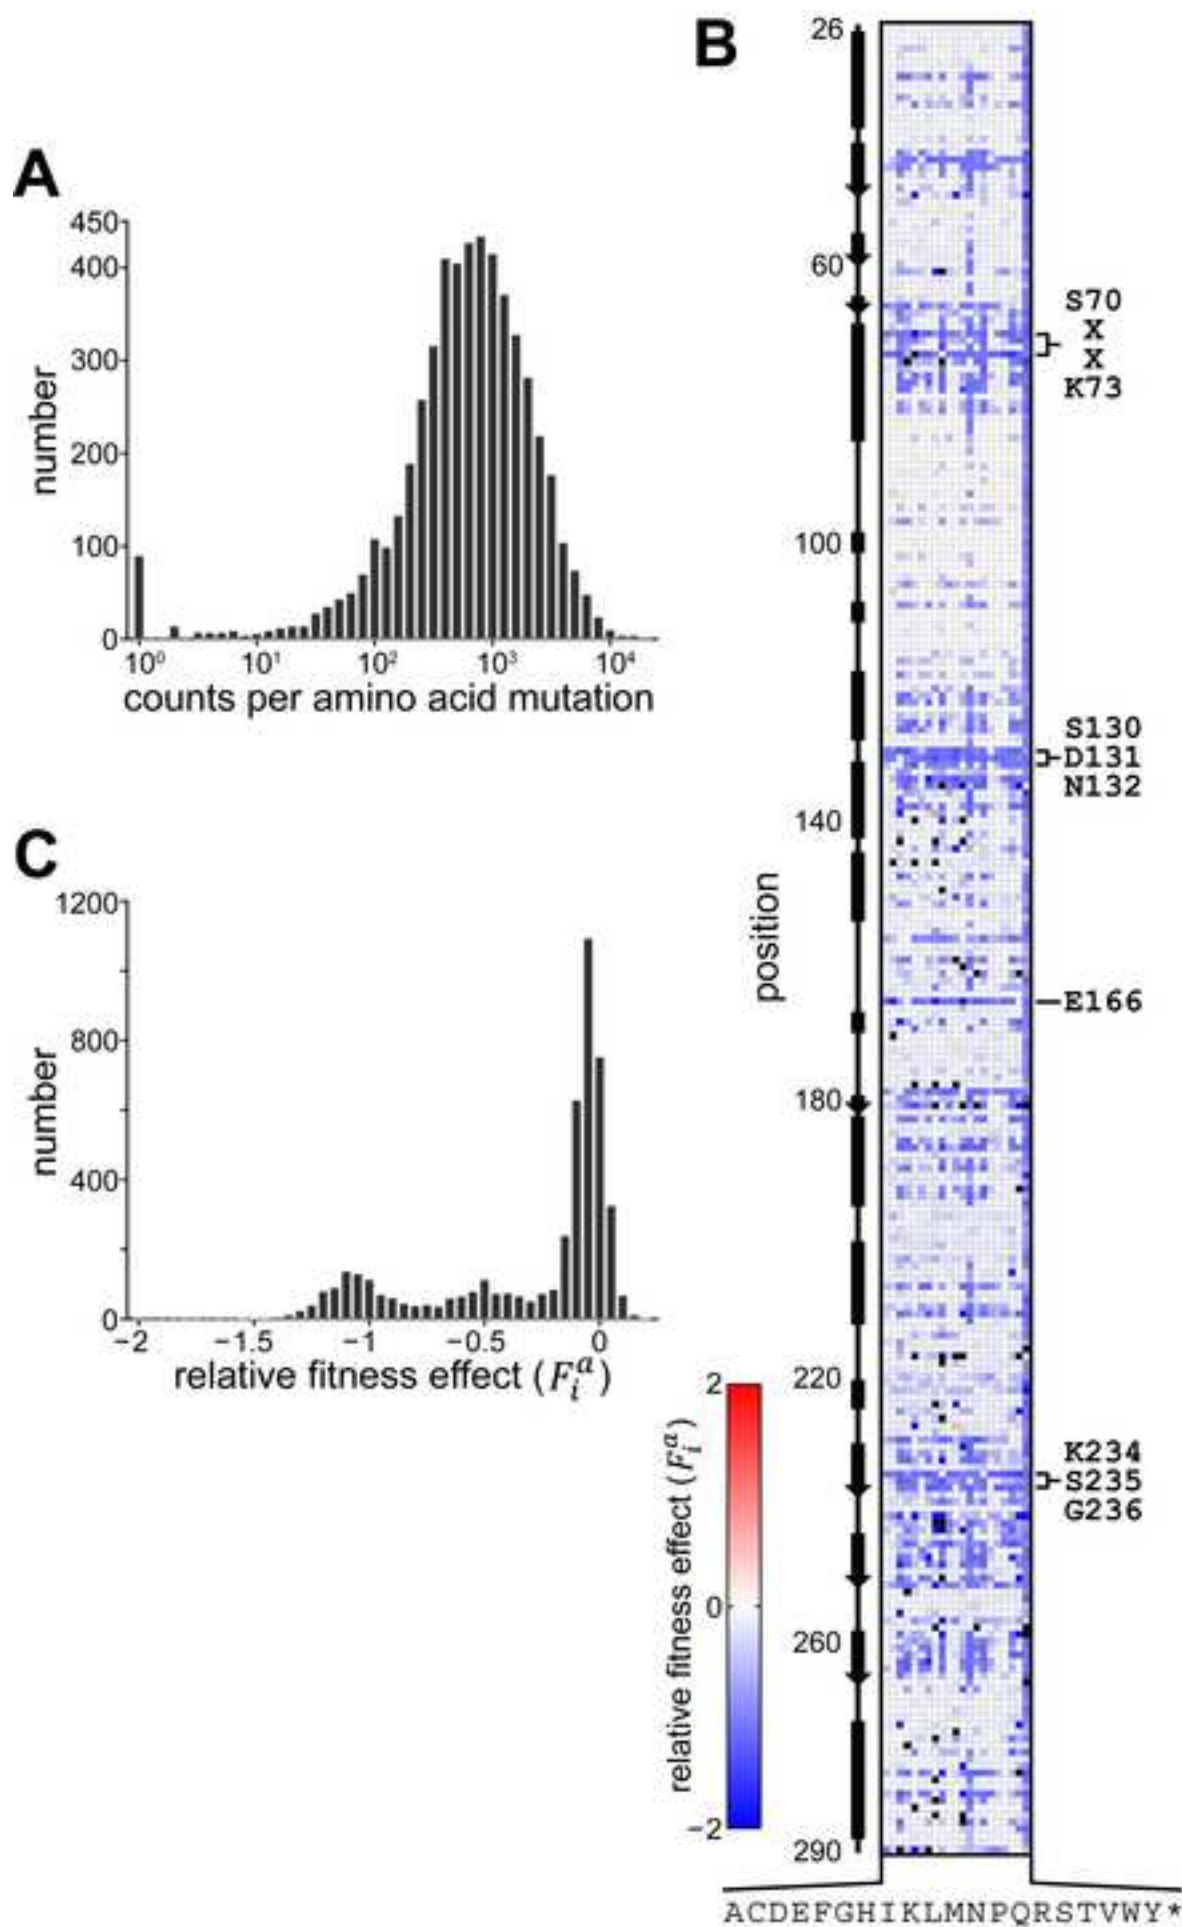 A
450
400
300
200
100
0
number
10⁰ 10¹ 10² 10³ 10⁴
counts per amino acid mutation
C
1200
800
400
0
number
−2 −1.5 −1 −0.5 0
relative fitness effect (Fᵢᵃ)
B
26
60
100
140
180
220
260
290
position
S70
X
X
K73
S130
D131
N132
E166
K234
S235
G236
2
0
−2
relative fitness effect (Fᵢᵃ)
ACDEFGHIKLMNPQRSTVWY*